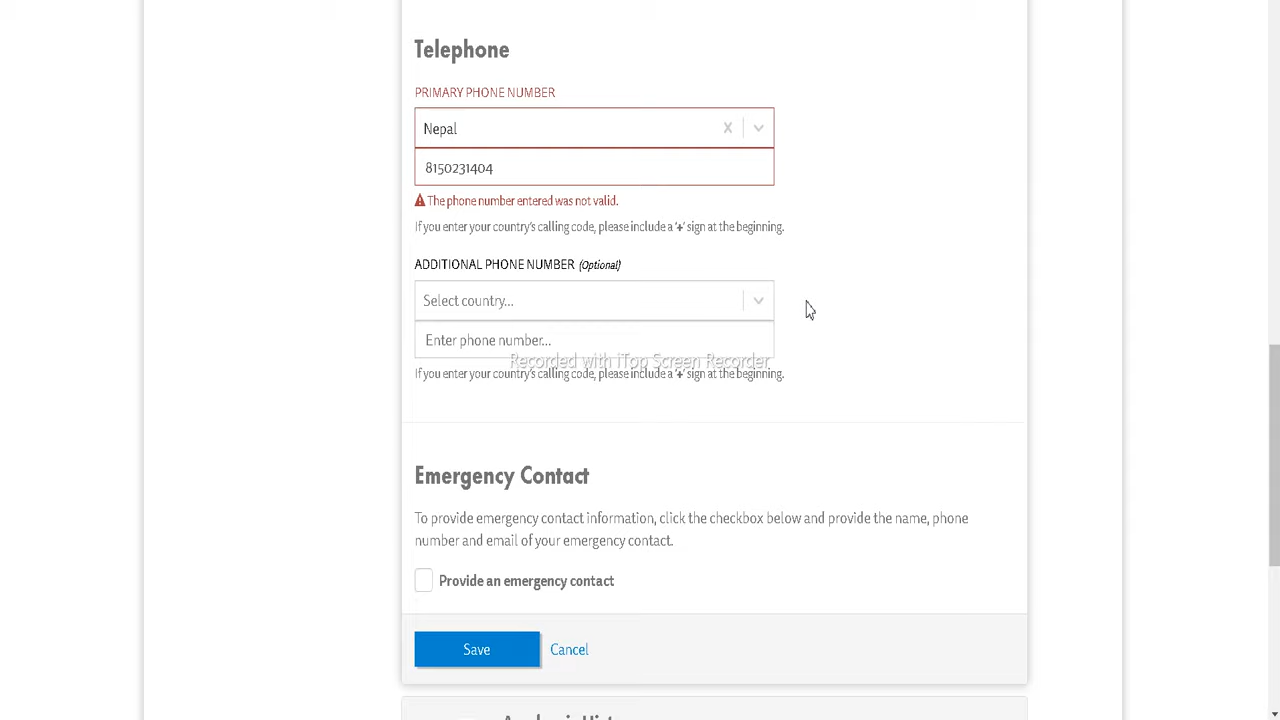 Telephone
PRIMARY PHONE NUMBER
Nepal
8150231404
The phone number entered was not valid.
If you enter your country's calling code, please include a '+' sign at the beginning.
ADDITIONAL PHONE NUMBER (Optional)
Select country...
Enter phone number...
Recorded with iTop Screen Recorder
If you enter your country's calling code, please include a '+' sign at the beginning.
Emergency Contact
To provide emergency contact information, click the checkbox below and provide the name, phone
number and email of your emergency contact.
Provide an emergency contact
Save Cancel